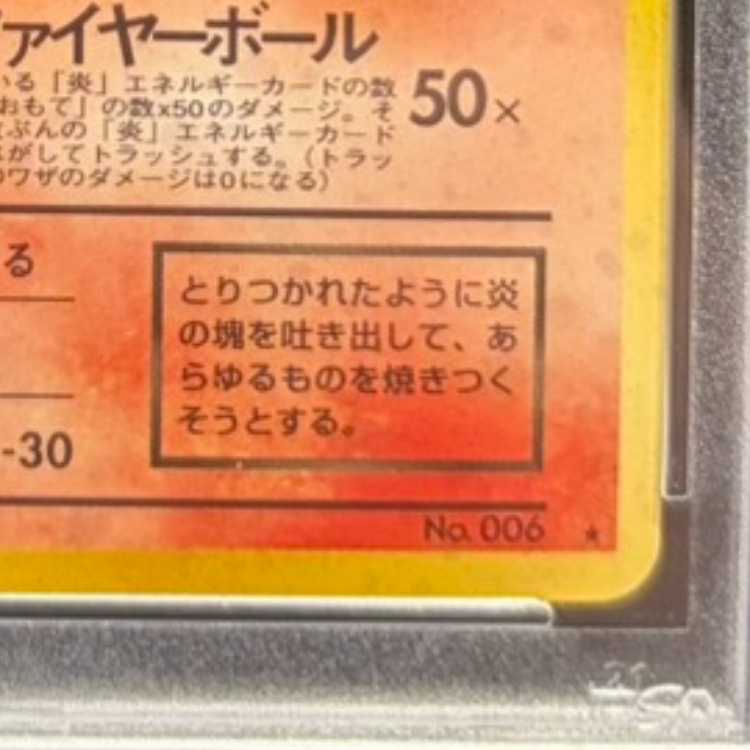 ァイヤーボール
いる「炎」エネルギーカードの数
おもて」の数x50のダメージ。そ
ぶんの「炎」エネルギーカード
がしてトラッシュする。(トラッ
ワザのダメージは0になる)
50×
る
-30
とりつかれたように炎
の塊を吐き出して、あ
らゆるものを焼きつく
そうとする。
No. 006 ★